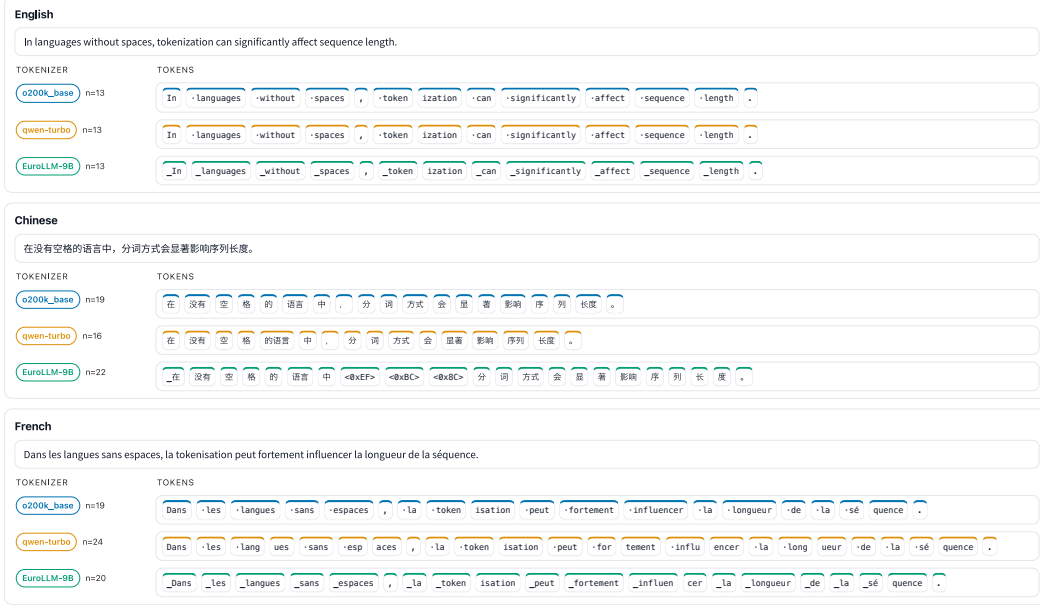 English
In languages without spaces, tokenization can significantly affect sequence length.
TOKENIZER TOKENS
o200k_base n=13 In ·languages ·without ·spaces , ·token ization ·can ·significantly ·affect ·sequence ·length .
qwen-turbo n=13 In ·languages ·without ·spaces , ·token ization ·can ·significantly ·affect ·sequence ·length .
EuroLLM-9B n=13 _In _languages _without _spaces , _token ization _can _significantly _affect _sequence _length .
Chinese
在没有空格的语言中，分词方式会显著影响序列长度。
TOKENIZER TOKENS
o200k_base n=19 在 没有 空 格 的 语言 中 ， 分 词 方式 会 显 著 影响 序 列 长度 。
qwen-turbo n=16 在 没有 空 格 的语言 中 ， 分 词 方式 会 显著 影响 序列 长度 。
EuroLLM-9B n=22 _在 没有 空 格 的 语言 中 <0xEF> <0xBC> <0x8C> 分 词 方式 会 显 著 影响 序 列 长 度 。
French
Dans les langues sans espaces, la tokenisation peut fortement influencer la longueur de la séquence.
TOKENIZER TOKENS
o200k_base n=19 Dans ·les ·langues ·sans ·espaces , ·la ·token isation ·peut ·fortement ·influencer ·la ·longueur ·de ·la ·sé quence .
qwen-turbo n=24 Dans ·les ·lang ues ·sans ·esp aces , ·la ·token isation ·peut ·for tement ·influ encer ·la ·long ueur ·de ·la ·sé quence .
EuroLLM-9B n=20 _Dans _les _langues _sans _espaces , _la _token isation _peut _fortement _influen cer _la _longueur _de _la _sé quence .